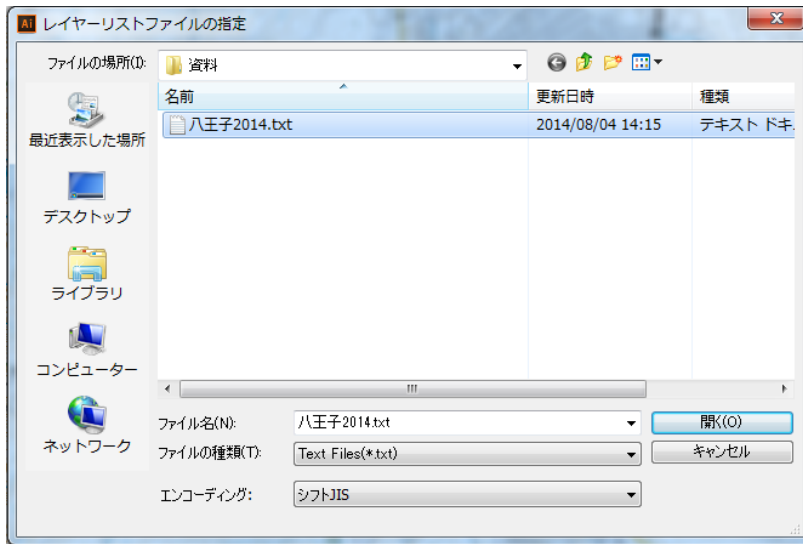 Ai レイヤーリストファイルの指定
ファイルの場所(I): 資料
名前 更新日時 種類
八王子2014.txt 2014/08/04 14:15 テキスト ドキ...
最近表示した場所
デスクトップ
ライブラリ
コンピューター
ネットワーク
ファイル名(N): 八王子2014.txt 開く(O)
ファイルの種類(T): Text Files(*.txt) キャンセル
エンコーディング: シフトJIS